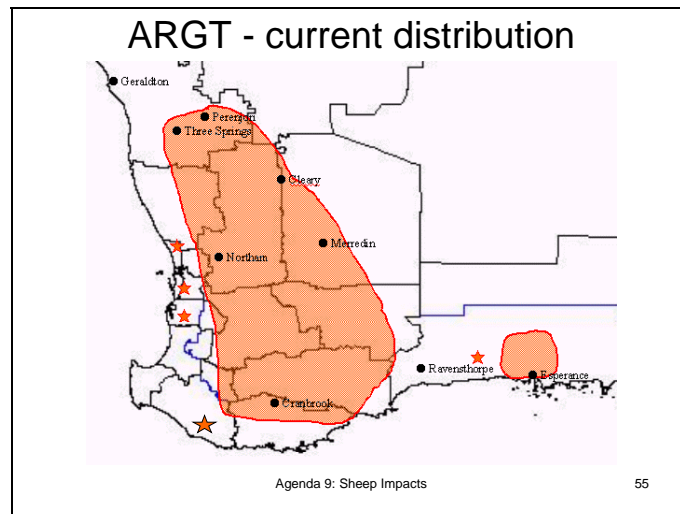 ARGT - current distribution
Geraldton
Perenjori
Three Springs
Cleary
Merredin
Northam
Ravensthorpe
Esperance
Cranbrook
Agenda 9: Sheep Impacts
55